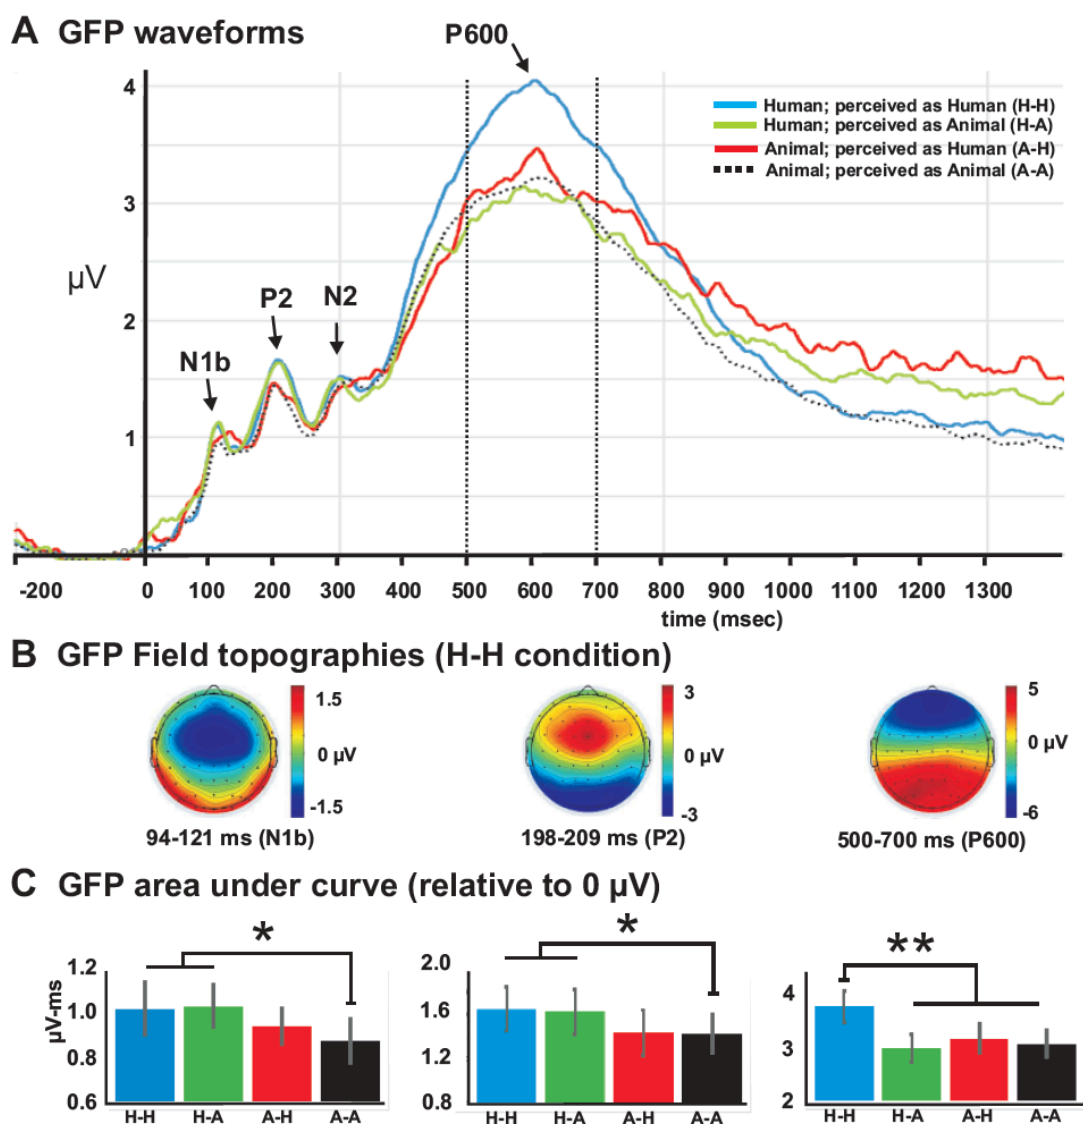 A GFP waveforms
P600
4
Human; perceived as Human (H-H)
Human; perceived as Animal (H-A)
Animal; perceived as Human (A-H)
Animal; perceived as Animal (A-A)
3
µV
P2 N2
2
N1b
1
-200 0 100 200 300 400 500 600 700 800 900 1000 1100 1200 1300
time (msec)
B GFP Field topographies (H-H condition)
1.5 3 5
0 µV 0 µV 0 µV
-1.5 -3 -6
94-121 ms (N1b) 198-209 ms (P2) 500-700 ms (P600)
C GFP area under curve (relative to 0 µV)
* * **
1.2 2.0 4
µV-ms
1.0 1.6
0.8 1.2 3
0.6 0.8 2
H-H H-A A-H A-A H-H H-A A-H A-A H-H H-A A-H A-A